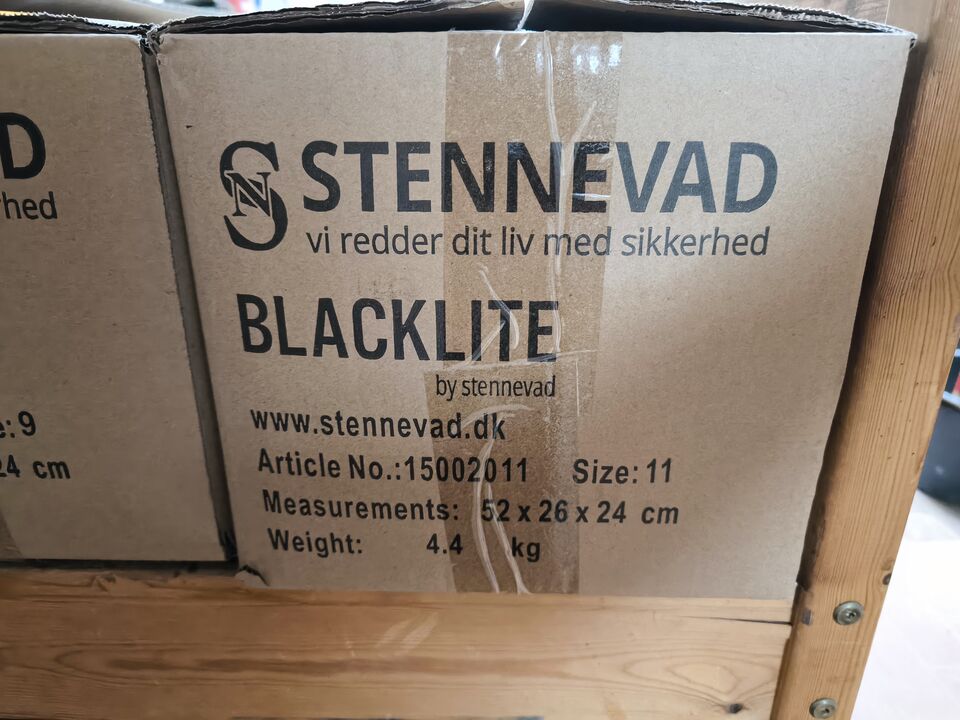 D
rhed
e: 9
24 cm
SN STENNEVAD
vi redder dit liv med sikkerhed
BLACKLITE
by stennevad
www.stennevad.dk
Article No.:15002011 Size: 11
Measurements: 52 x 26 x 24 cm
Weight: 4.4 kg